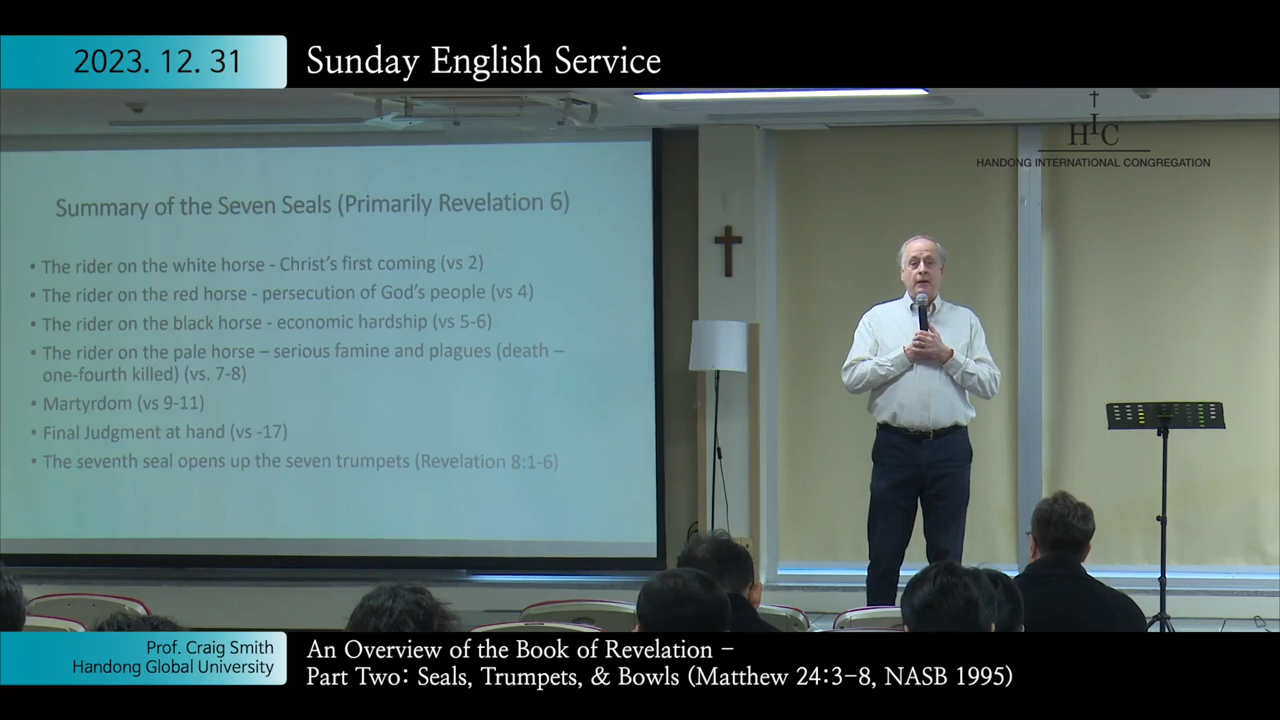 2023. 12. 31
Sunday English Service
HIC
HANDONG INTERNATIONAL CONGREGATION
Summary of the Seven Seals (Primarily Revelation 6)
• The rider on the white horse - Christ's first coming (vs 2)
• The rider on the red horse - persecution of God's people (vs 4)
• The rider on the black horse - economic hardship (vs 5-6)
• The rider on the pale horse – serious famine and plagues (death –
one-fourth killed) (vs. 7-8)
• Martyrdom (vs 9-11)
• Final Judgment at hand (vs -17)
• The seventh seal opens up the seven trumpets (Revelation 8:1-6)
Prof. Craig Smith
Handong Global University
An Overview of the Book of Revelation –
Part Two: Seals, Trumpets, & Bowls (Matthew 24:3-8, NASB 1995)